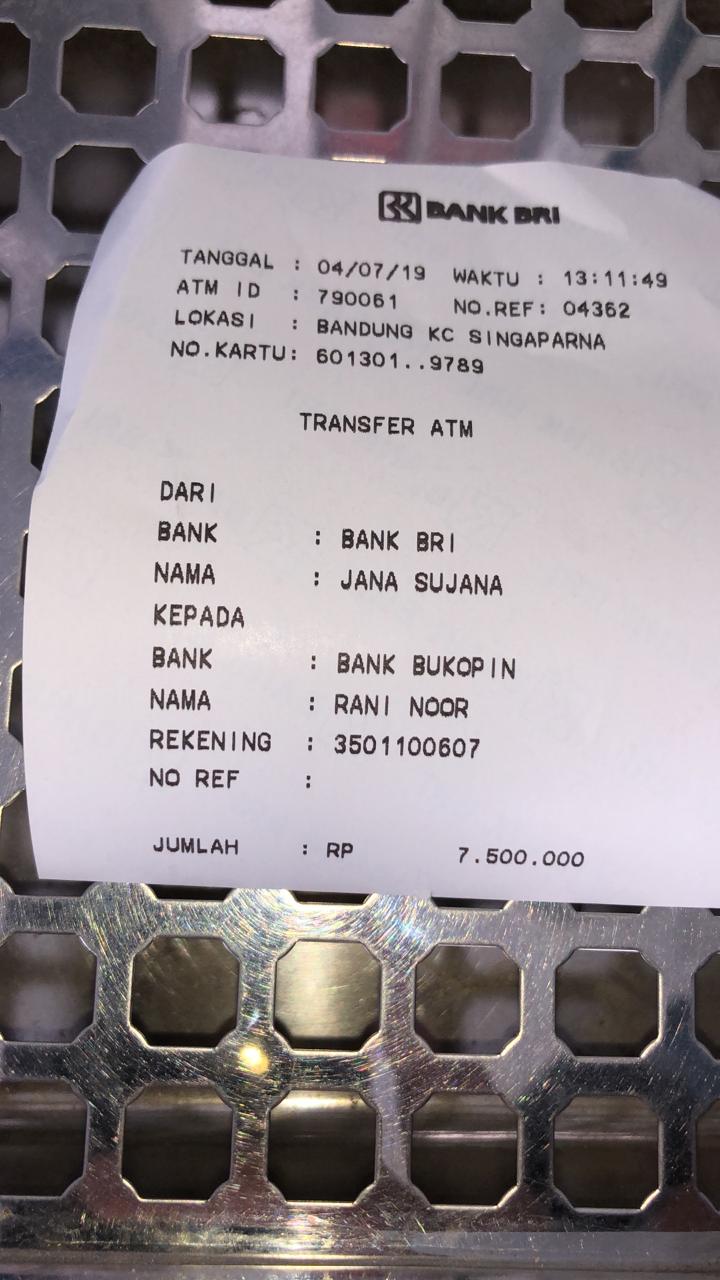 BANK BRI
TANGGAL : 04/07/19 WAKTU : 13:11:49
ATM ID : 790061 NO.REF: 04362
LOKASI : BANDUNG KC SINGAPARNA
NO.KARTU: 601301..9789
TRANSFER ATM
DARI
BANK : BANK BRI
NAMA : JANA SUJANA
KEPADA
BANK : BANK BUKOPIN
NAMA : RANI NOOR
REKENING : 3501100607
NO REF :
JUMLAH : RP 7.500.000